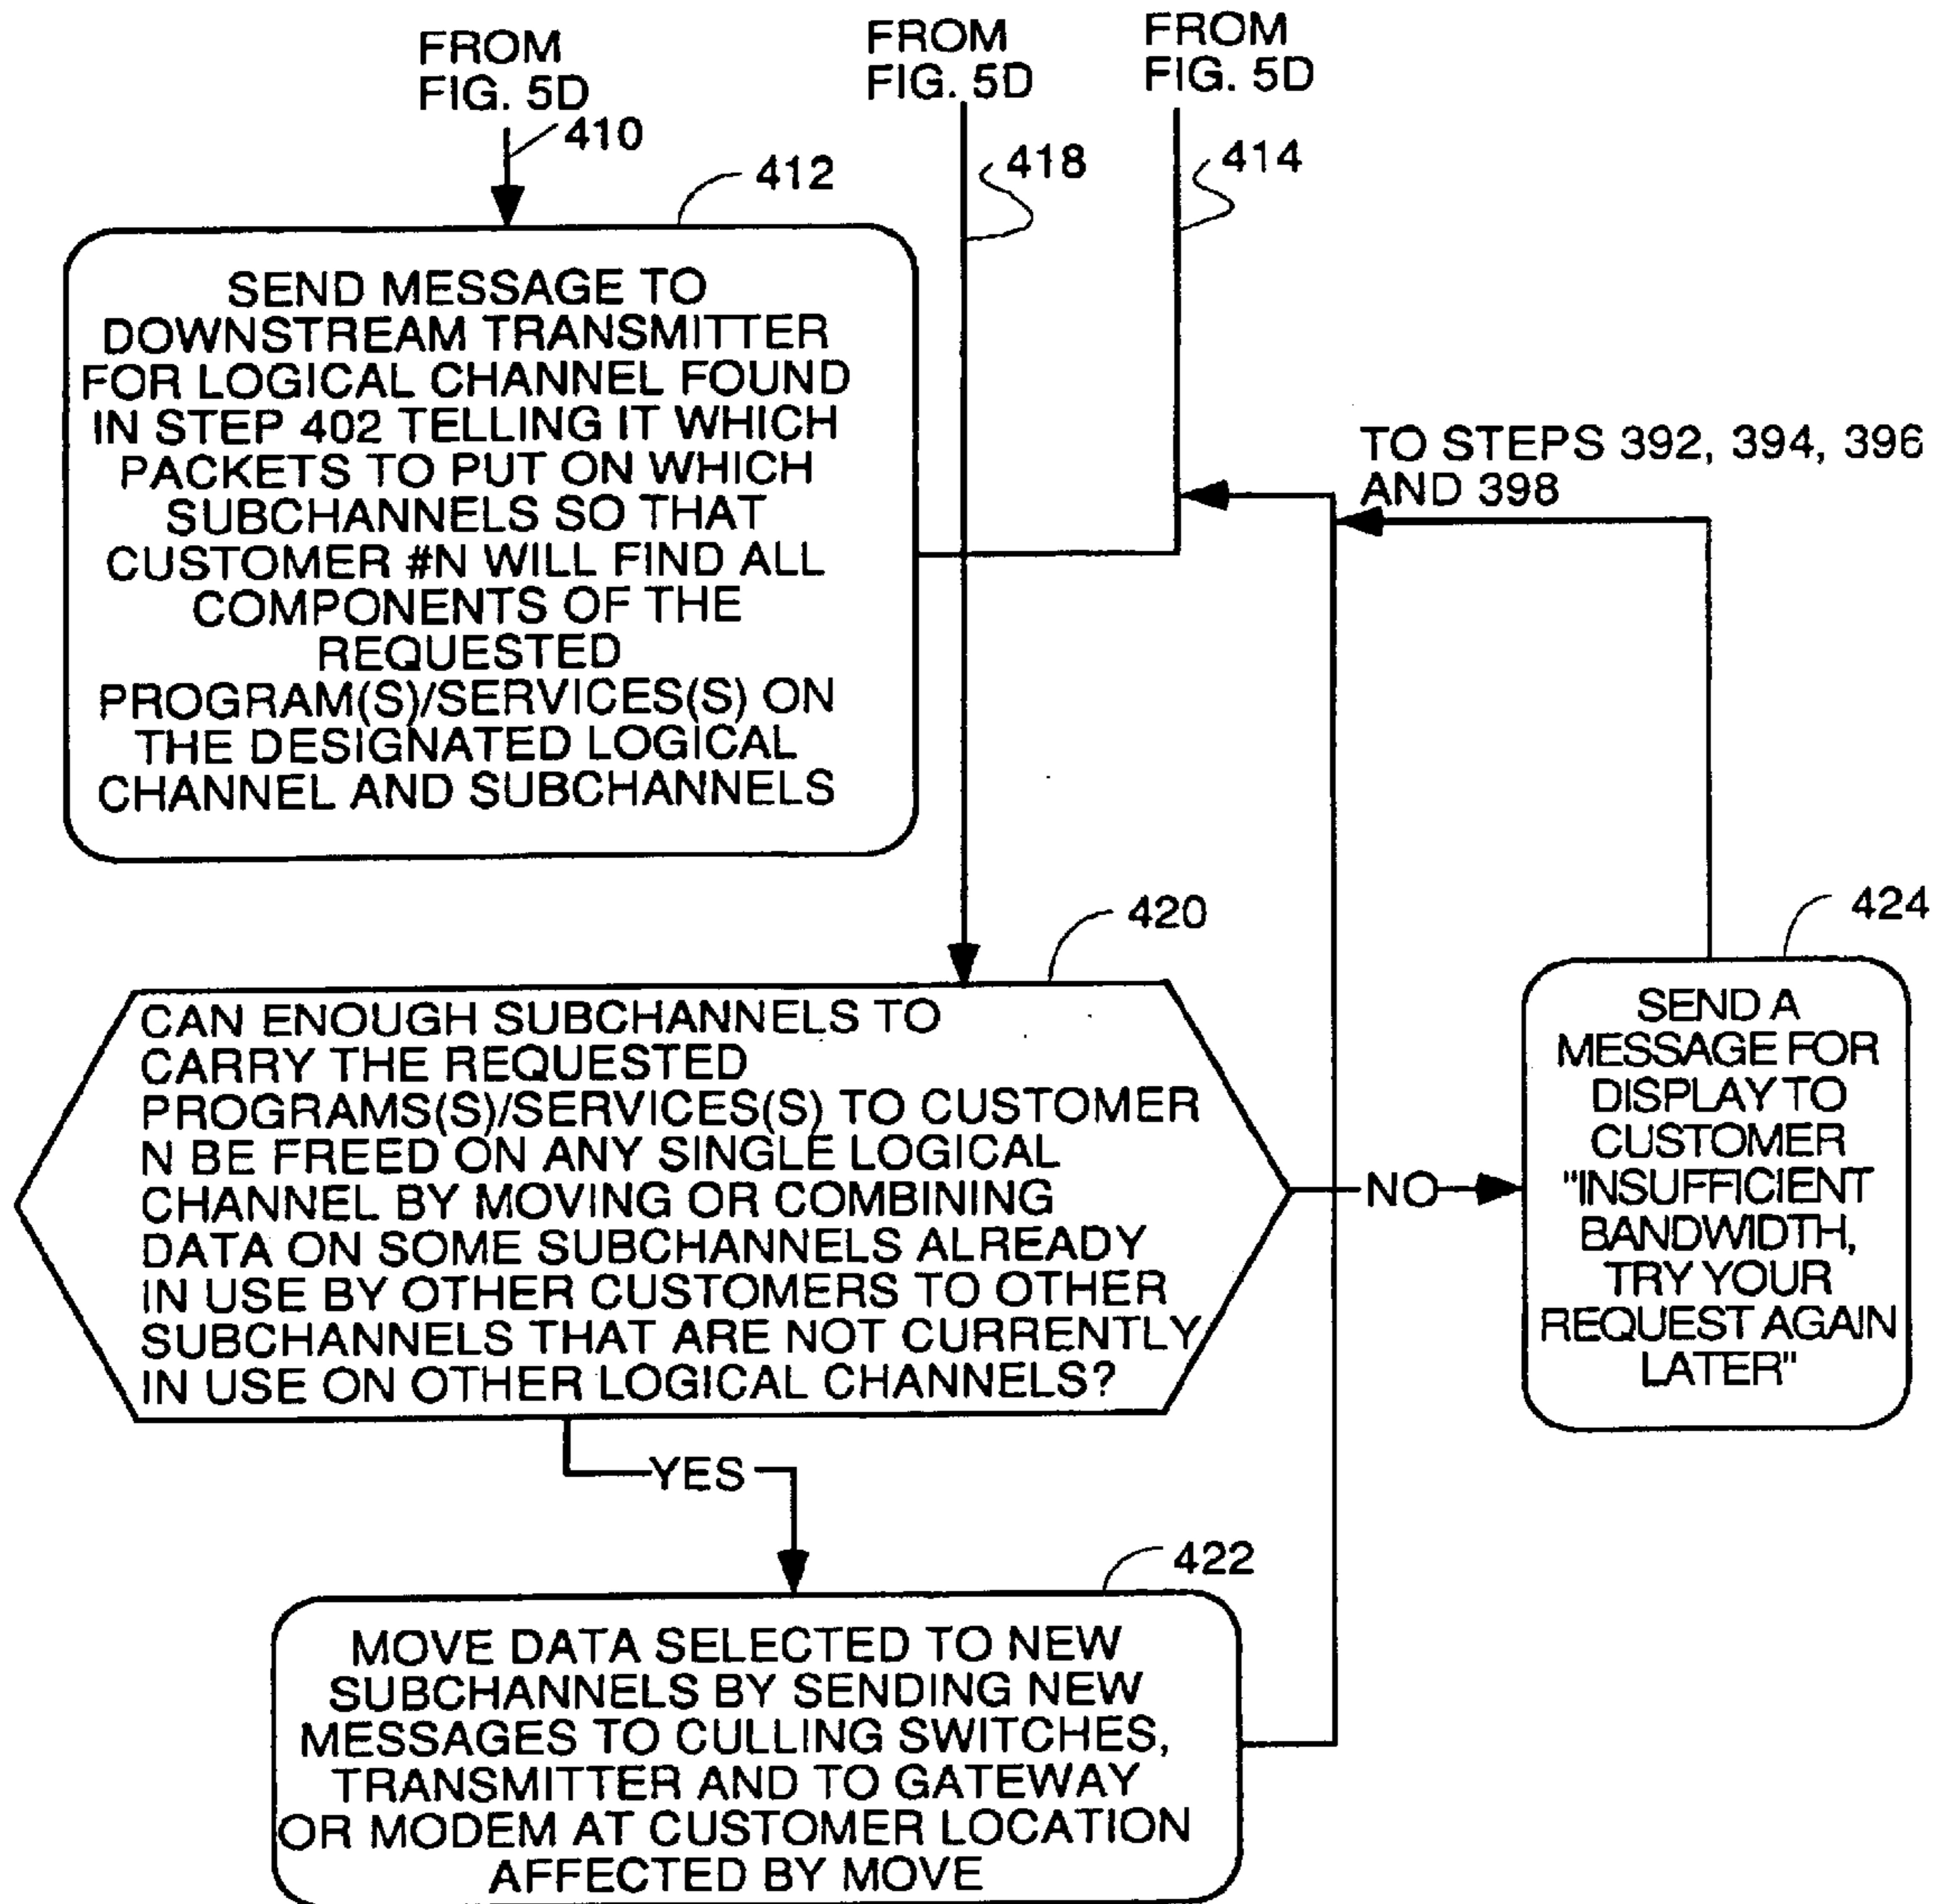 FROM
FIG. 5D
410
FROM
FIG. 5D
418
FROM
FIG. 5D
414
412
SEND MESSAGE TO
DOWNSTREAM TRANSMITTER
FOR LOGICAL CHANNEL FOUND
IN STEP 402 TELLING IT WHICH
PACKETS TO PUT ON WHICH
SUBCHANNELS SO THAT
CUSTOMER #N WILL FIND ALL
COMPONENTS OF THE
REQUESTED
PROGRAM(S)/SERVICES(S) ON
THE DESIGNATED LOGICAL
CHANNEL AND SUBCHANNELS
TO STEPS 392, 394, 396
AND 398
420
CAN ENOUGH SUBCHANNELS TO
CARRY THE REQUESTED
PROGRAMS(S)/SERVICES(S) TO CUSTOMER
N BE FREED ON ANY SINGLE LOGICAL
CHANNEL BY MOVING OR COMBINING
DATA ON SOME SUBCHANNELS ALREADY
IN USE BY OTHER CUSTOMERS TO OTHER
SUBCHANNELS THAT ARE NOT CURRENTLY
IN USE ON OTHER LOGICAL CHANNELS?
NO
424
SEND A
MESSAGE FOR
DISPLAY TO
CUSTOMER
"INSUFFICIENT
BANDWIDTH,
TRY YOUR
REQUEST AGAIN
LATER"
YES
422
MOVE DATA SELECTED TO NEW
SUBCHANNELS BY SENDING NEW
MESSAGES TO CULLING SWITCHES,
TRANSMITTER AND TO GATEWAY
OR MODEM AT CUSTOMER LOCATION
AFFECTED BY MOVE